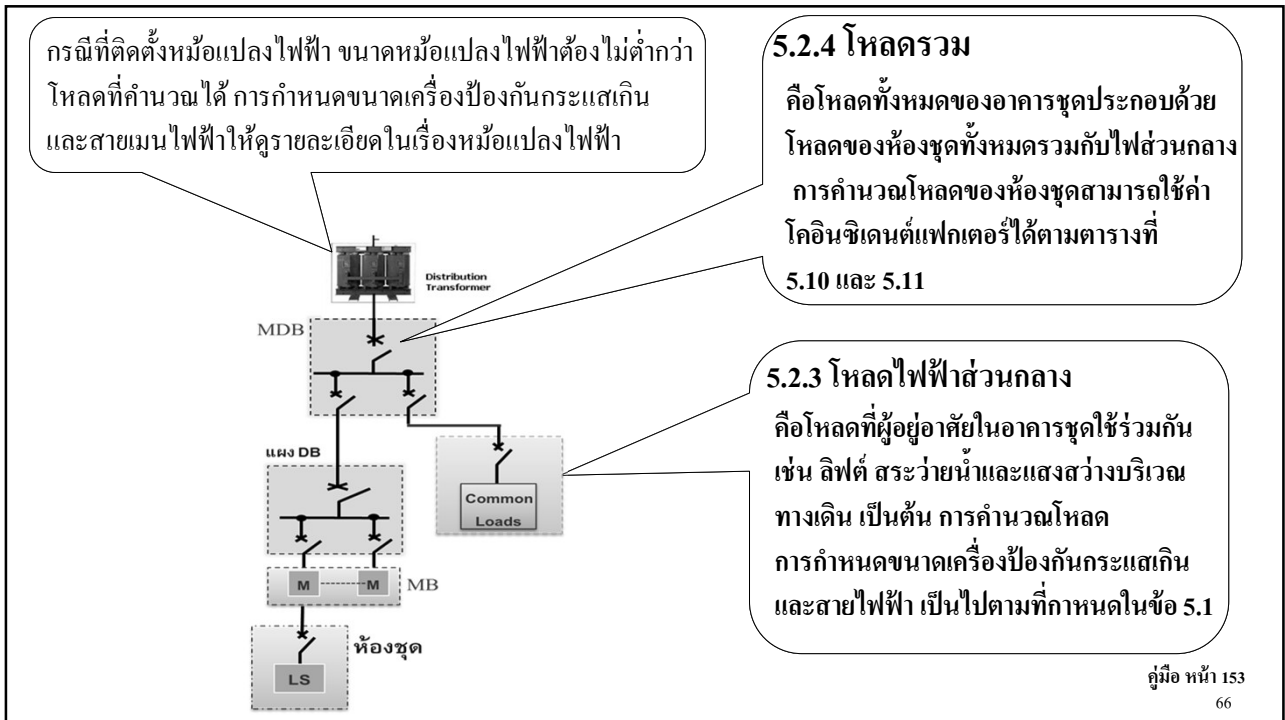 กรณีที่ติดตั้งหม้อแปลงไฟฟ้า ขนาดหม้อแปลงไฟฟ้าต้องไม่ต่ำกว่า
โหลดที่คำนวณได้ การกำหนดขนาดเครื่องป้องกันกระแสเกิน
และสายเมนไฟฟ้าให้ดูรายละเอียดในเรื่องหม้อแปลงไฟฟ้า
5.2.4 โหลดรวม
คือโหลดทั้งหมดของอาคารชุดประกอบด้วย
โหลดของห้องชุดทั้งหมดรวมกับไฟส่วนกลาง
การคำนวณโหลดของห้องชุดสามารถใช้ค่า
โคอินซิเดนต์แฟกเตอร์ได้ตามตารางที่
5.10 และ 5.11
Distribution
Transformer
MDB
5.2.3 โหลดไฟฟ้าส่วนกลาง
คือโหลดที่ผู้อยู่อาศัยในอาคารชุดใช้ร่วมกัน
เช่น ลิฟต์ สระว่ายน้ำและแสงสว่างบริเวณ
ทางเดิน เป็นต้น การคำนวณโหลด
การกำหนดขนาดเครื่องป้องกันกระแสเกิน
และสายไฟฟ้า เป็นไปตามที่กาหนดในข้อ 5.1
แผง DB
Common
Loads
M M MB
ห้องชุด
LS
คู่มือ หน้า 153
66